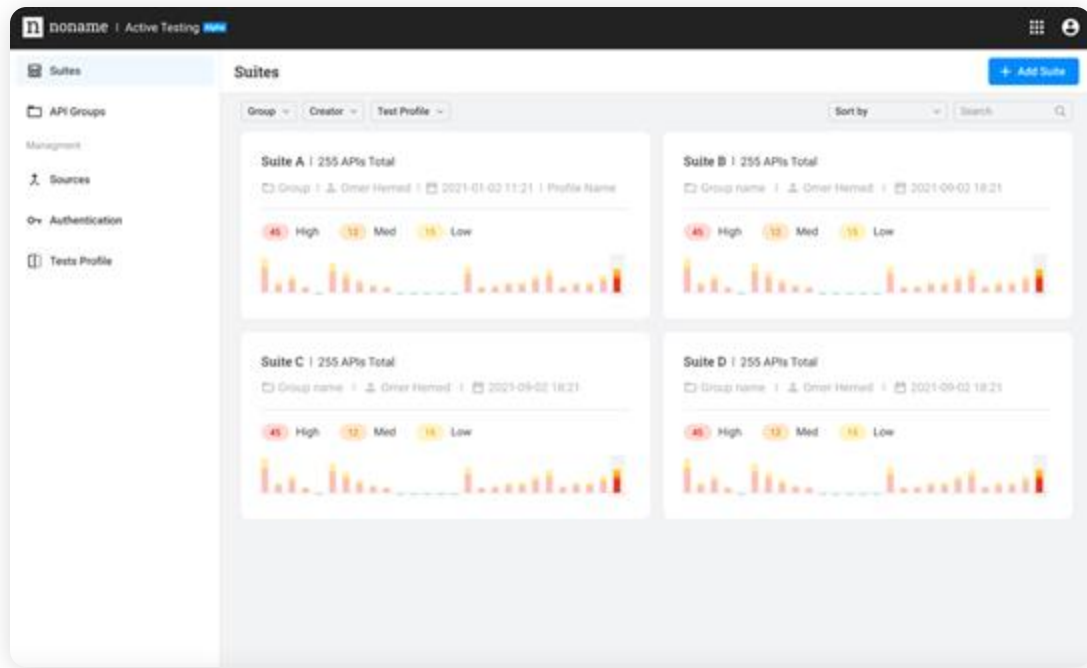 n noname | Active Testing Alpha
Suites
API Groups
Managment
Sources
Authentication
Tests Profile
Suites
+ Add Suite
Group
Creator
Test Profile
Sort by
Search
Suite A | 255 APIs Total
Group | Omer Hemed | 2021-01-02 11:21 | Profile Name
45 High 12 Med 15 Low
Suite B | 255 APIs Total
Group name | Omer Hemed | 2021-09-02 18:21
45 High 12 Med 15 Low
Suite C | 255 APIs Total
Group name | Omer Hemed | 2021-09-02 18:21
45 High 12 Med 15 Low
Suite D | 255 APIs Total
Group name | Omer Hemed | 2021-09-02 18:21
45 High 12 Med 15 Low